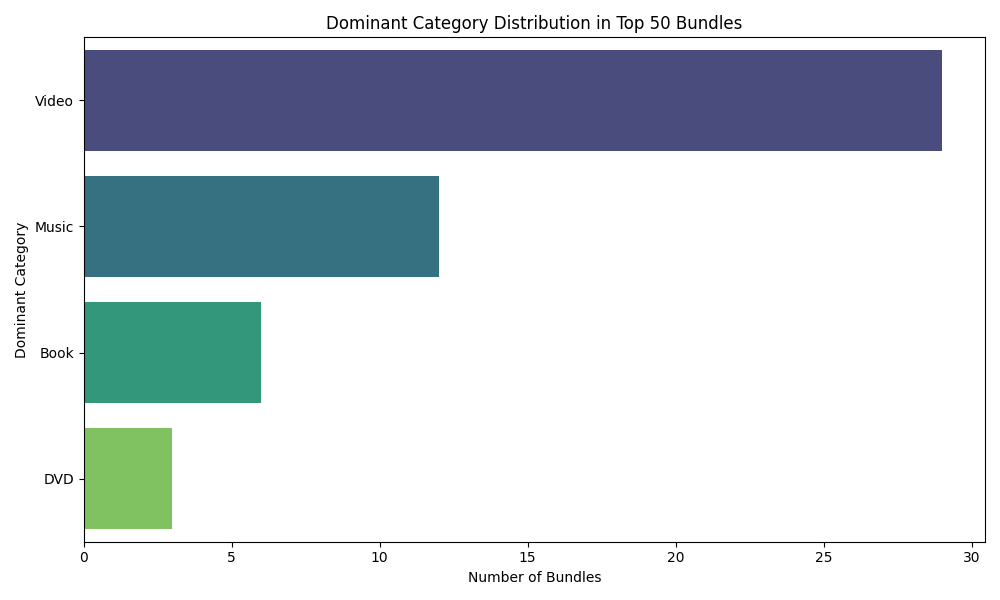 Dominant Category Distribution in Top 50 Bundles
Dominant Category
Video
Music
Book
DVD
0 5 10 15 20 25 30
Number of Bundles